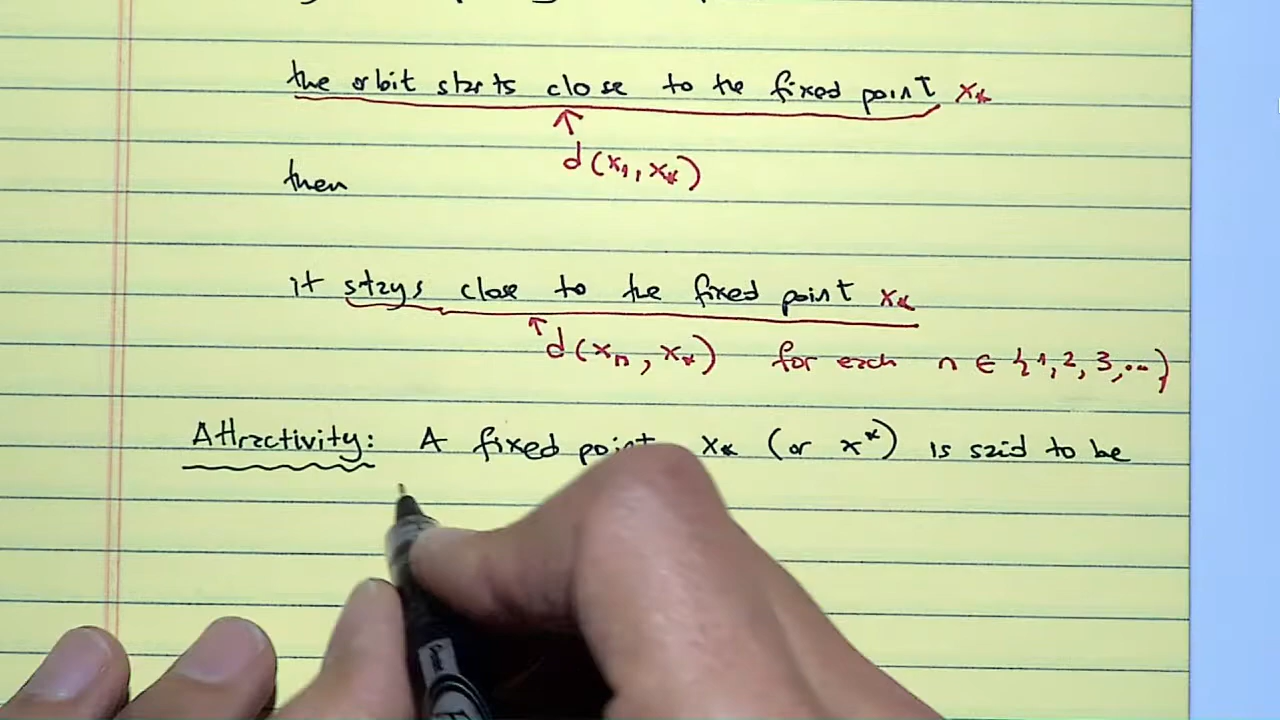 the orbit starts close to the fixed point x*
↑
d(x1, x*)
then
it stays close to the fixed point x*
↑
d(xn, x*) for each n ∈ {1, 2, 3, ...}
Attractivity: A fixed point x* (or x*) is said to be